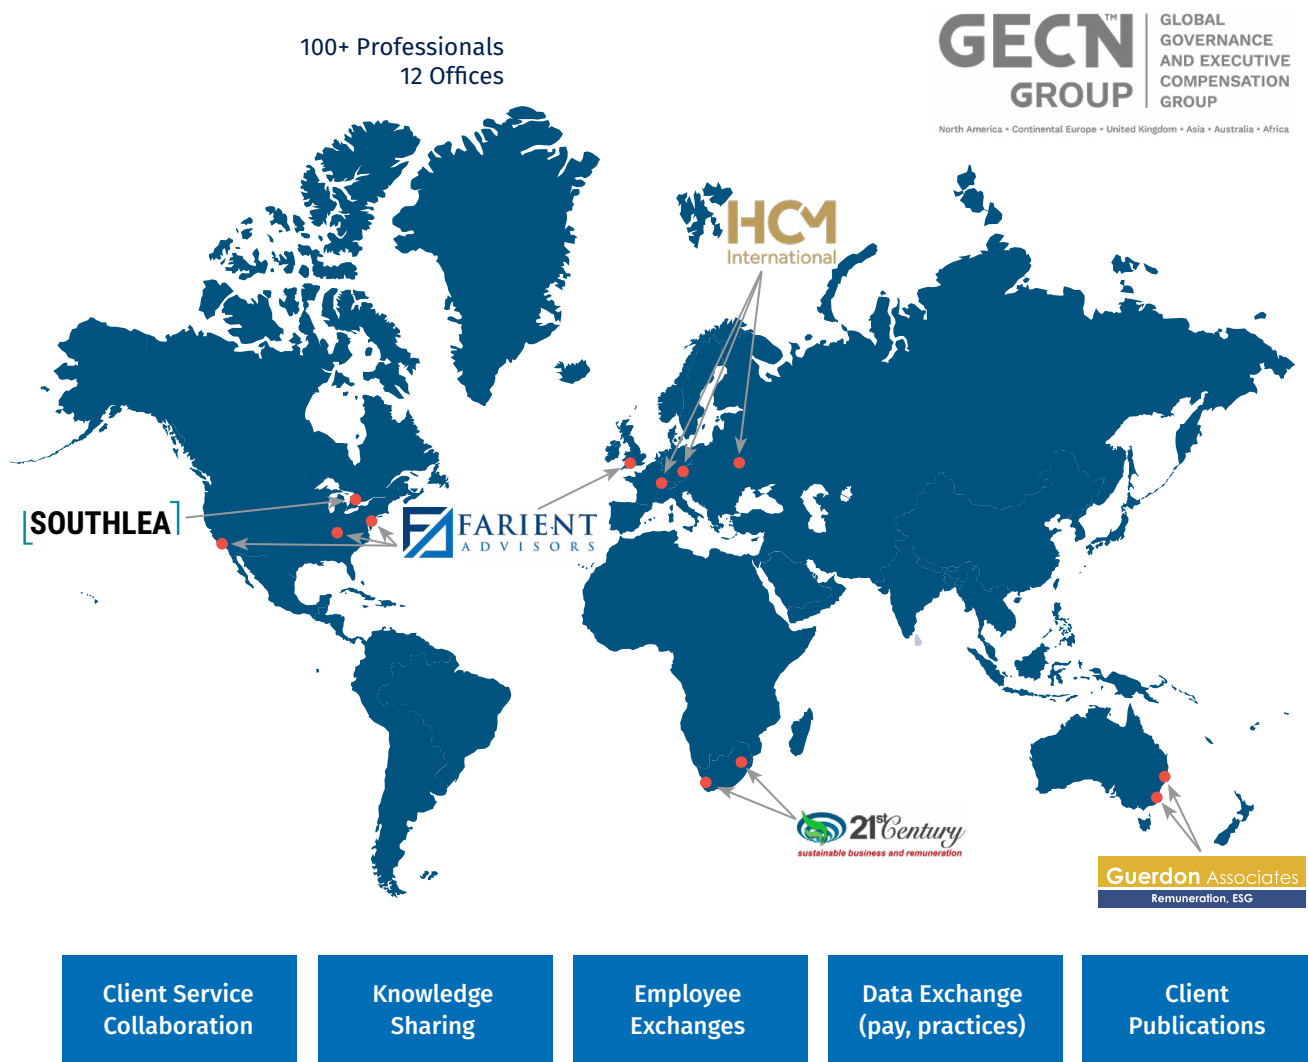 100+ Professionals
12 Offices
GECN™
GROUP
GLOBAL
GOVERNANCE
AND EXECUTIVE
COMPENSATION
GROUP
North America • Continental Europe • United Kingdom • Asia • Australia • Africa
HCM
International
SOUTHLEA
FARIENT
ADVISORS
21st Century
sustainable business and remuneration
Guerdon Associates
Remuneration, ESG
Client Service
Collaboration
Knowledge
Sharing
Employee
Exchanges
Data Exchange
(pay, practices)
Client
Publications